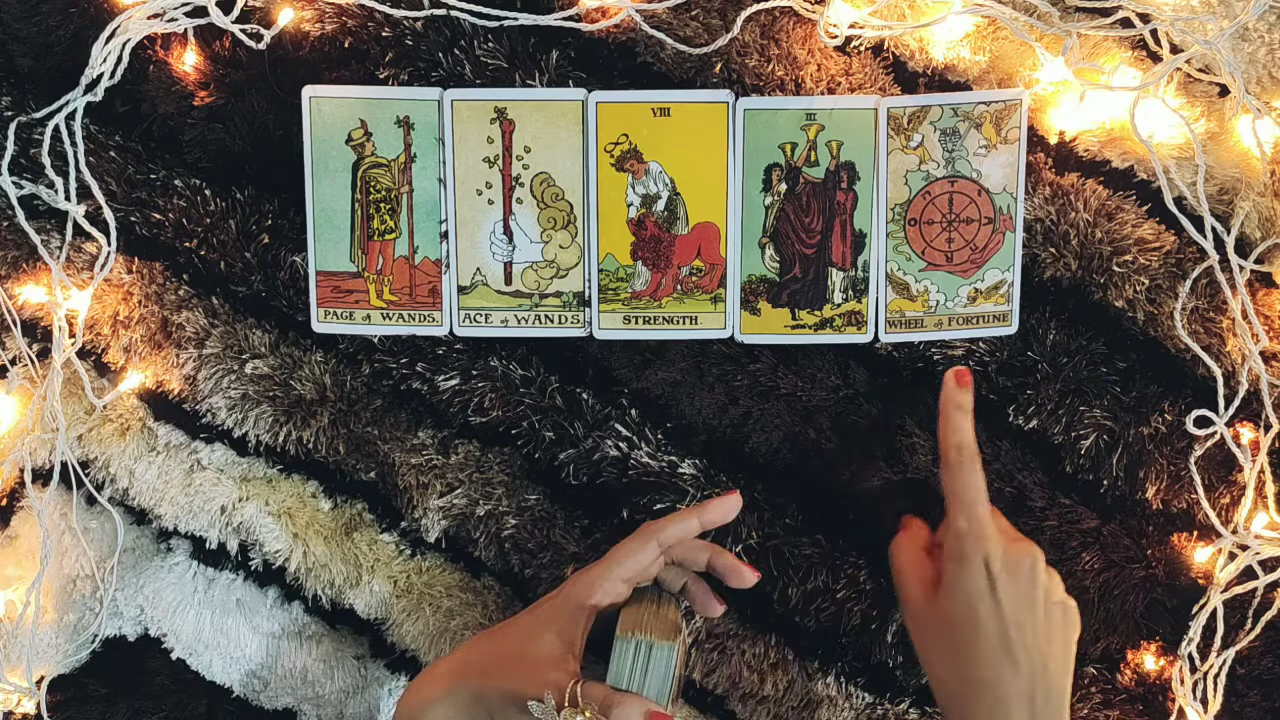 PAGE of WANDS.
ACE of WANDS.
VIII
STRENGTH.
III
X
WHEEL of FORTUNE